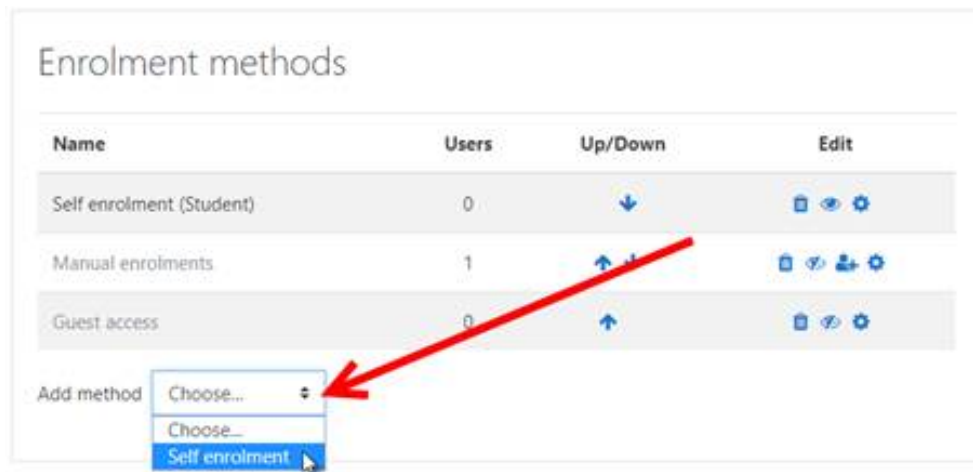 Enrolment methods
Name Users Up/Down Edit
Self enrolment (Student) 0
Manual enrolments 1
Guest access 0
Add method Choose...
Choose...
Self enrolment